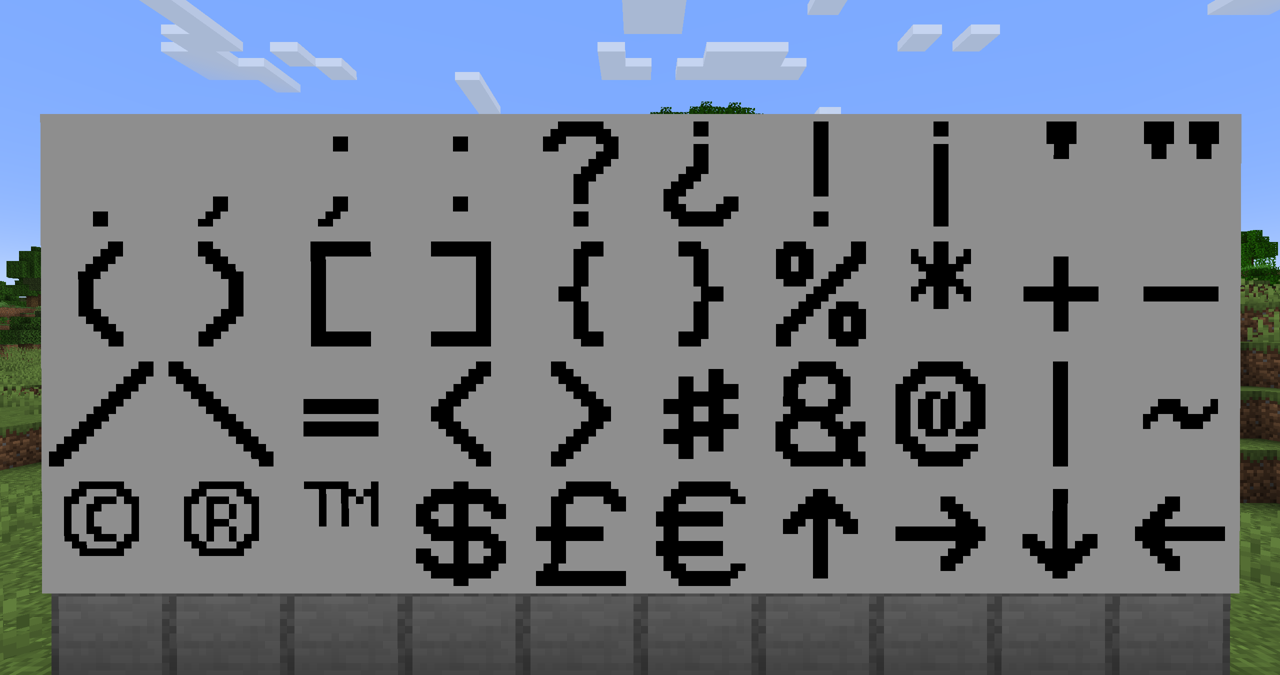 . , ; : ? ¿ ! ¡ ' "
( ) [ ] { } % * + -
/ \ = < > # & @ | ~
© ® ™ $ £ € ↑ → ↓ ←